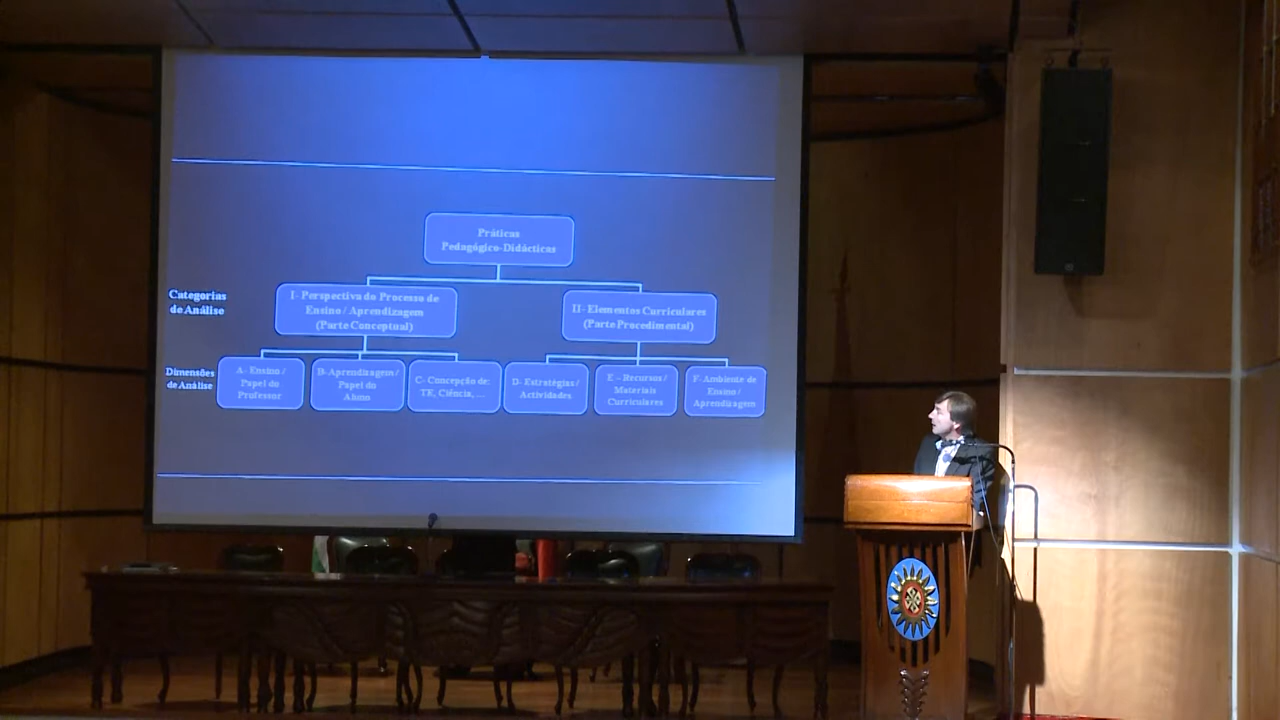 Práticas
Pedagógico-Didácticas
Categorias
de Análise
I- Perspectiva do Processo de
Ensino / Aprendizagem
(Parte Conceptual)
II- Elementos Curriculares
(Parte Procedimental)
Dimensões
de Análise
A- Ensino /
Papel do
Professor
B-Aprendizagem /
Papel do
Aluno
C- Concepção de:
TE, Ciência, ...
D- Estratégias /
Actividades
E – Recursos /
Materiais
Curriculares
F- Ambiente de
Ensino /
Aprendizagem